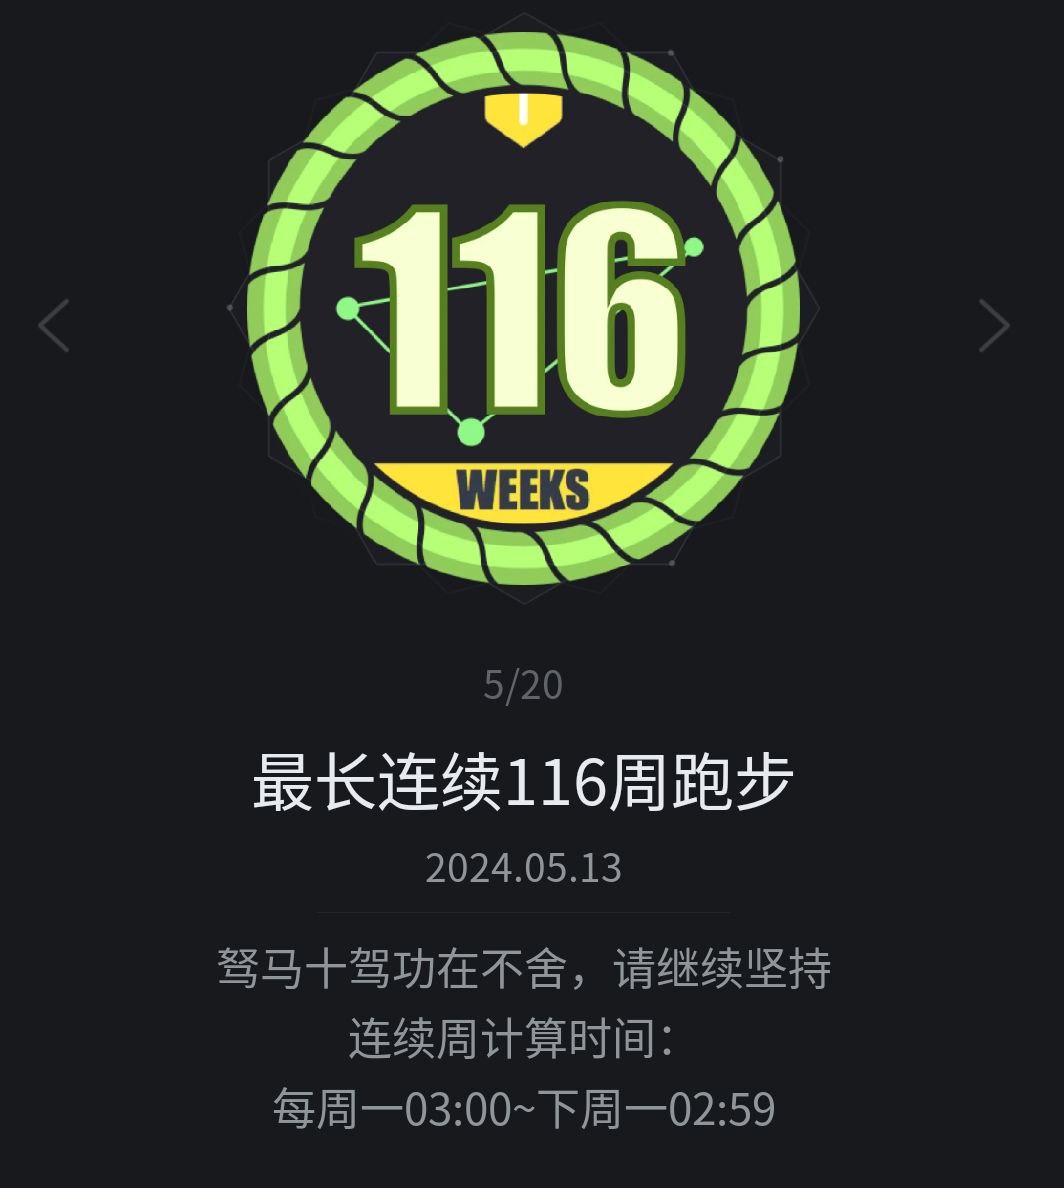 116
WEEKS
5/20
最长连续116周跑步
2024.05.13
驽马十驾功在不舍，请继续坚持
连续周计算时间：
每周一03:00~下周一02:59